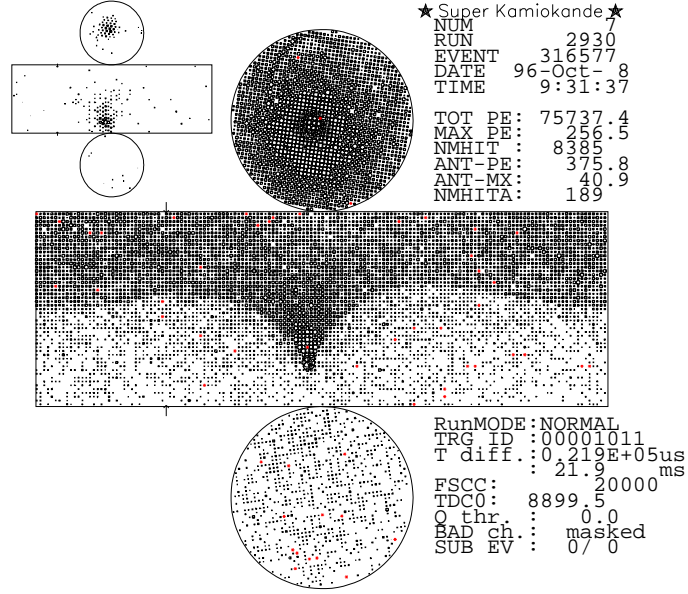 ★ Super Kamiokande ★
NUM 7
RUN 2930
EVENT 316577
DATE 96-Oct- 8
TIME 9:31:37
TOT PE: 75737.4
MAX PE: 256.5
NMHIT : 8385
ANT-PE: 375.8
ANT-MX: 40.9
NMHITA: 189
RunMODE:NORMAL
TRG ID :00001011
T diff.:0.219E+05us
: 21.9 ms
FSCC: 20000
TDC0: 8899.5
Q thr. : 0.0
BAD ch.: masked
SUB EV : 0/ 0